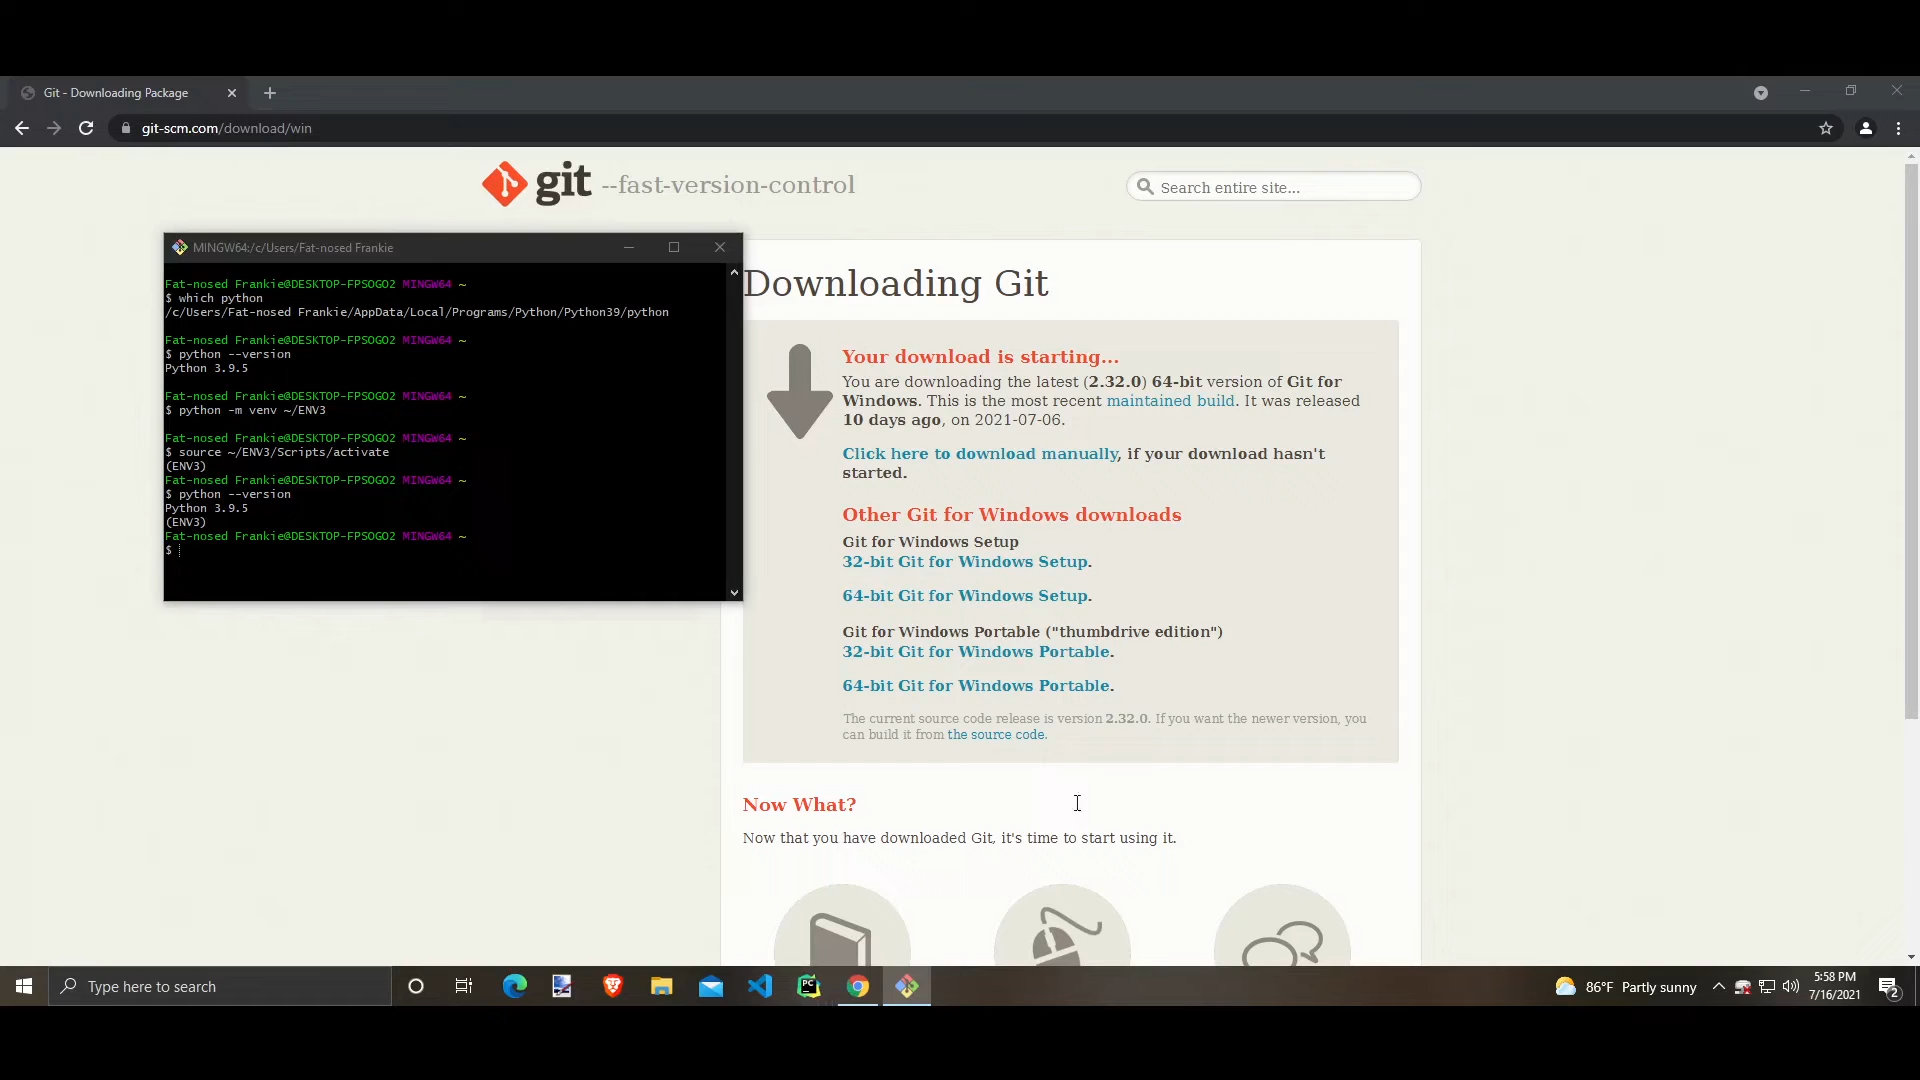 Git - Downloading Package
git-scm.com/download/win
git --fast-version-control
Search entire site...
MINGW64:/c/Users/Fat-nosed Frankie
Fat-nosed Frankie@DESKTOP-FPSOGO2 MINGW64 ~
$ which python
/c/Users/Fat-nosed Frankie/AppData/Local/Programs/Python/Python39/python
Fat-nosed Frankie@DESKTOP-FPSOGO2 MINGW64 ~
$ python --version
Python 3.9.5
Fat-nosed Frankie@DESKTOP-FPSOGO2 MINGW64 ~
$ python -m venv ~/ENV3
Fat-nosed Frankie@DESKTOP-FPSOGO2 MINGW64 ~
$ source ~/ENV3/Scripts/activate
(ENV3)
Fat-nosed Frankie@DESKTOP-FPSOGO2 MINGW64 ~
$ python --version
Python 3.9.5
(ENV3)
Fat-nosed Frankie@DESKTOP-FPSOGO2 MINGW64 ~
$
Downloading Git
Your download is starting...
You are downloading the latest (2.32.0) 64-bit version of Git for
Windows. This is the most recent maintained build. It was released
10 days ago, on 2021-07-06.
Click here to download manually, if your download hasn't
started.
Other Git for Windows downloads
Git for Windows Setup
32-bit Git for Windows Setup.
64-bit Git for Windows Setup.
Git for Windows Portable ("thumbdrive edition")
32-bit Git for Windows Portable.
64-bit Git for Windows Portable.
The current source code release is version 2.32.0. If you want the newer version, you
can build it from the source code.
Now What?
Now that you have downloaded Git, it's time to start using it.
Type here to search
PC
86°F Partly sunny
5:58 PM
7/16/2021
2